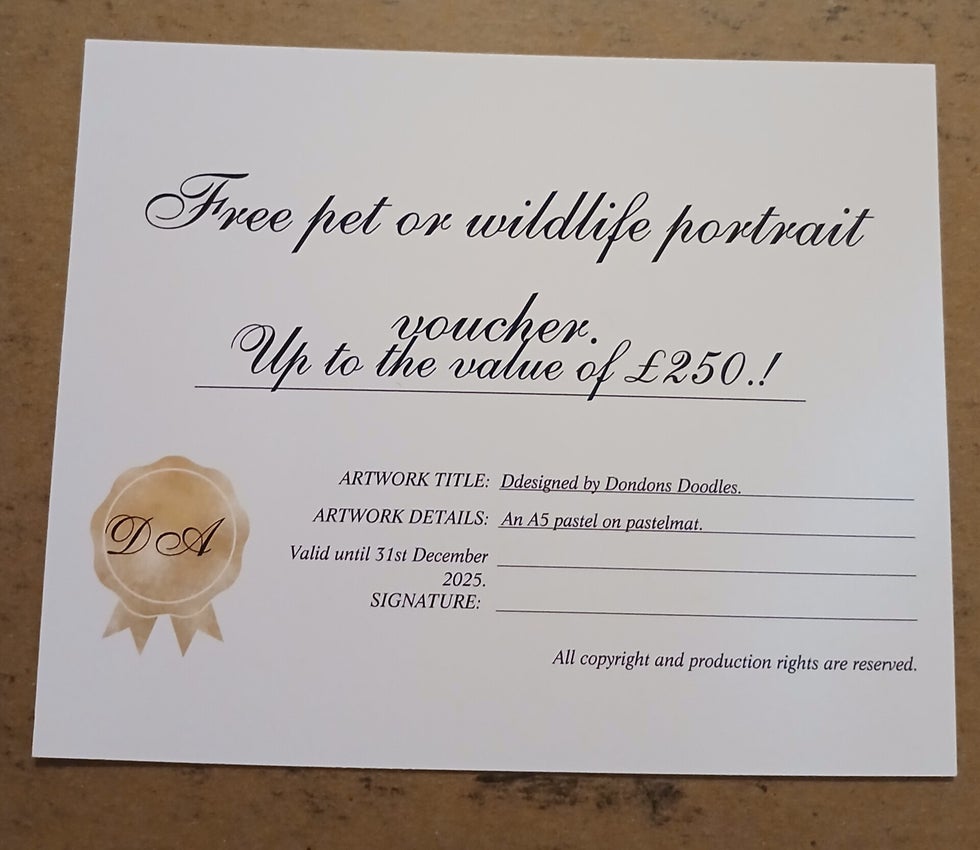 Free pet or wildlife portrait
voucher.
Up to the value of £250.!
ARTWORK TITLE: Ddesigned by Dondons Doodles.
ARTWORK DETAILS: An A5 pastel on pastelmat.
Valid until 31st December
2025.
SIGNATURE:
D A
All copyright and production rights are reserved.